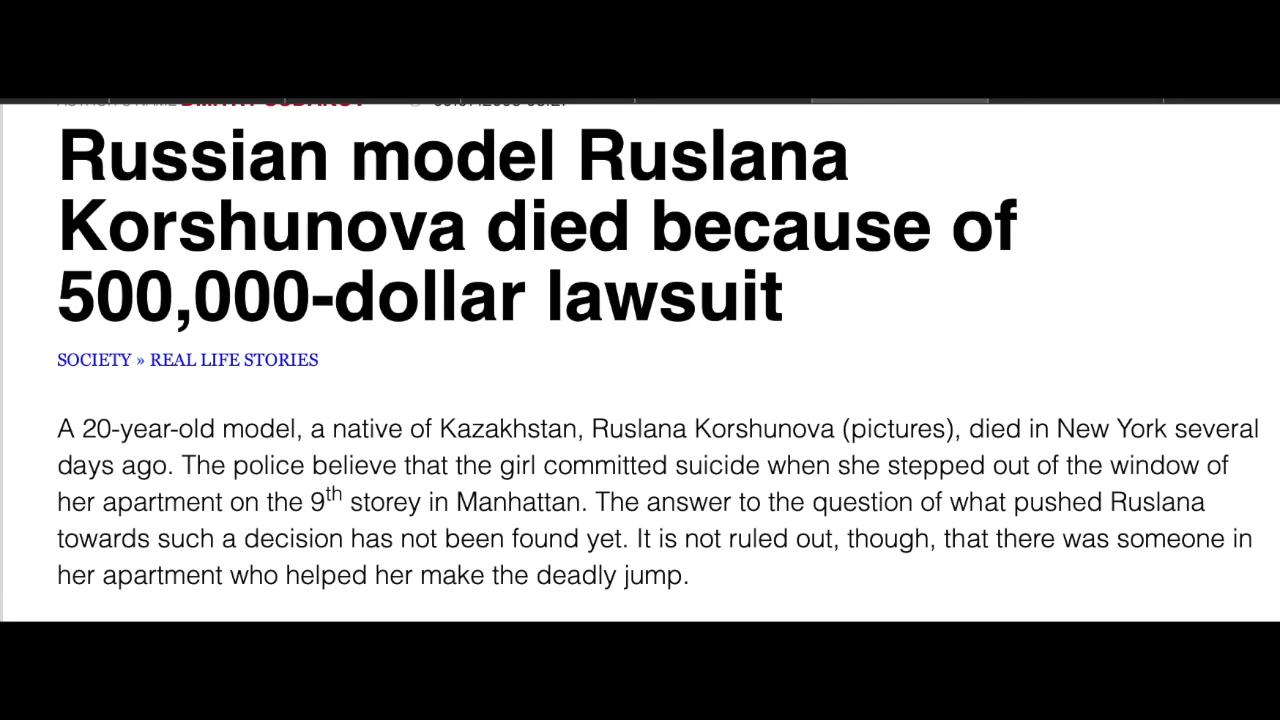 Russian model Ruslana
Korshunova died because of
500,000-dollar lawsuit
SOCIETY » REAL LIFE STORIES
A 20-year-old model, a native of Kazakhstan, Ruslana Korshunova (pictures), died in New York several
days ago. The police believe that the girl committed suicide when she stepped out of the window of
her apartment on the 9th storey in Manhattan. The answer to the question of what pushed Ruslana
towards such a decision has not been found yet. It is not ruled out, though, that there was someone in
her apartment who helped her make the deadly jump.